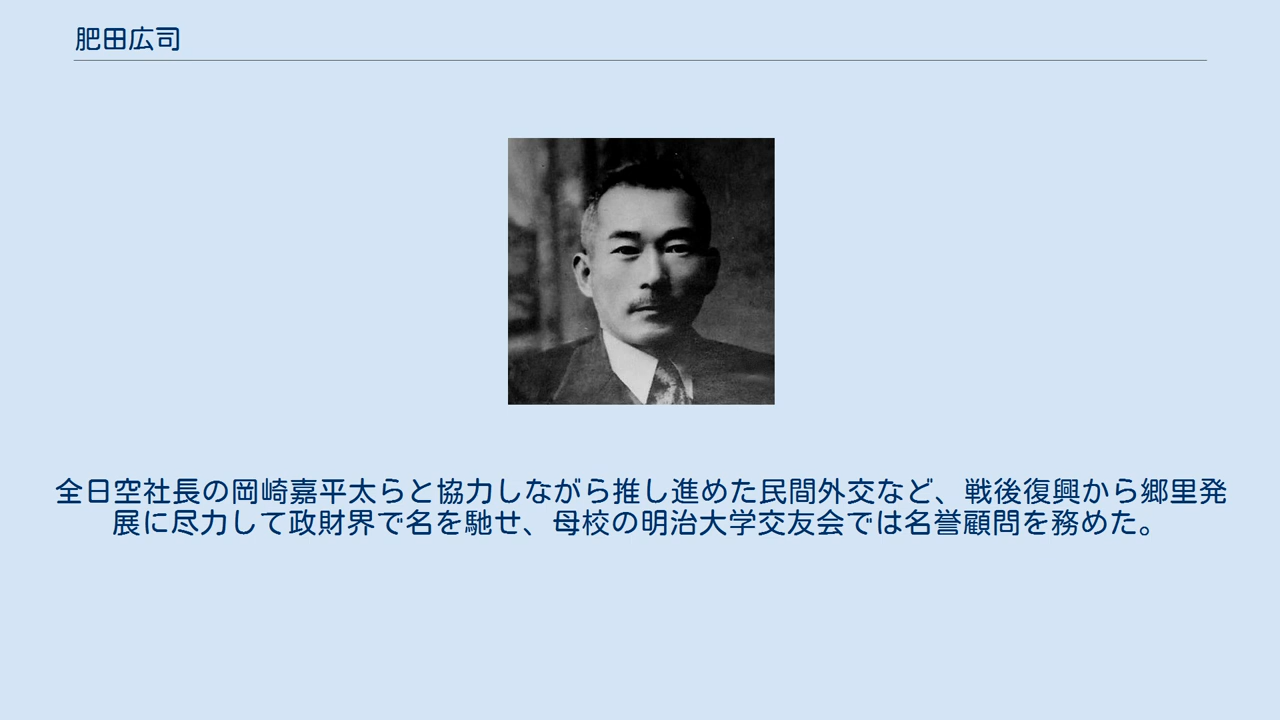 肥田広司
全日空社長の岡崎嘉平太らと協力しながら推し進めた民間外交など、戦後復興から郷里発
展に尽力して政財界で名を馳せ、母校の明治大学交友会では名誉顧問を務めた。